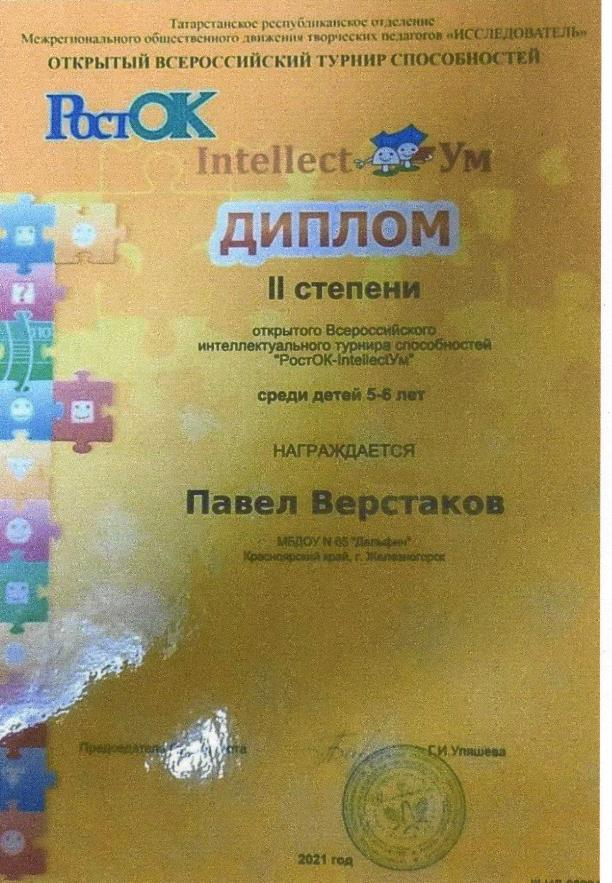 Татарстанское республиканское отделение
Межрегионального общественного движения творческих педагогов «ИССЛЕДОВАТЕЛЬ»
ОТКРЫТЫЙ ВСЕРОССИЙСКИЙ ТУРНИР СПОСОБНОСТЕЙ
РостОК
Intellect Ум
ДИПЛОМ
II степени
открытого Всероссийского
интеллектуального турнира способностей
"РостОК-IntellectУм"
среди детей 5-6 лет
НАГРАЖДАЕТСЯ
Павел Верстаков
МБДОУ N 65 "Дельфин"
Красноярский край, г. Железногорск
Председатель
Г.И.Уляшева
2021 год